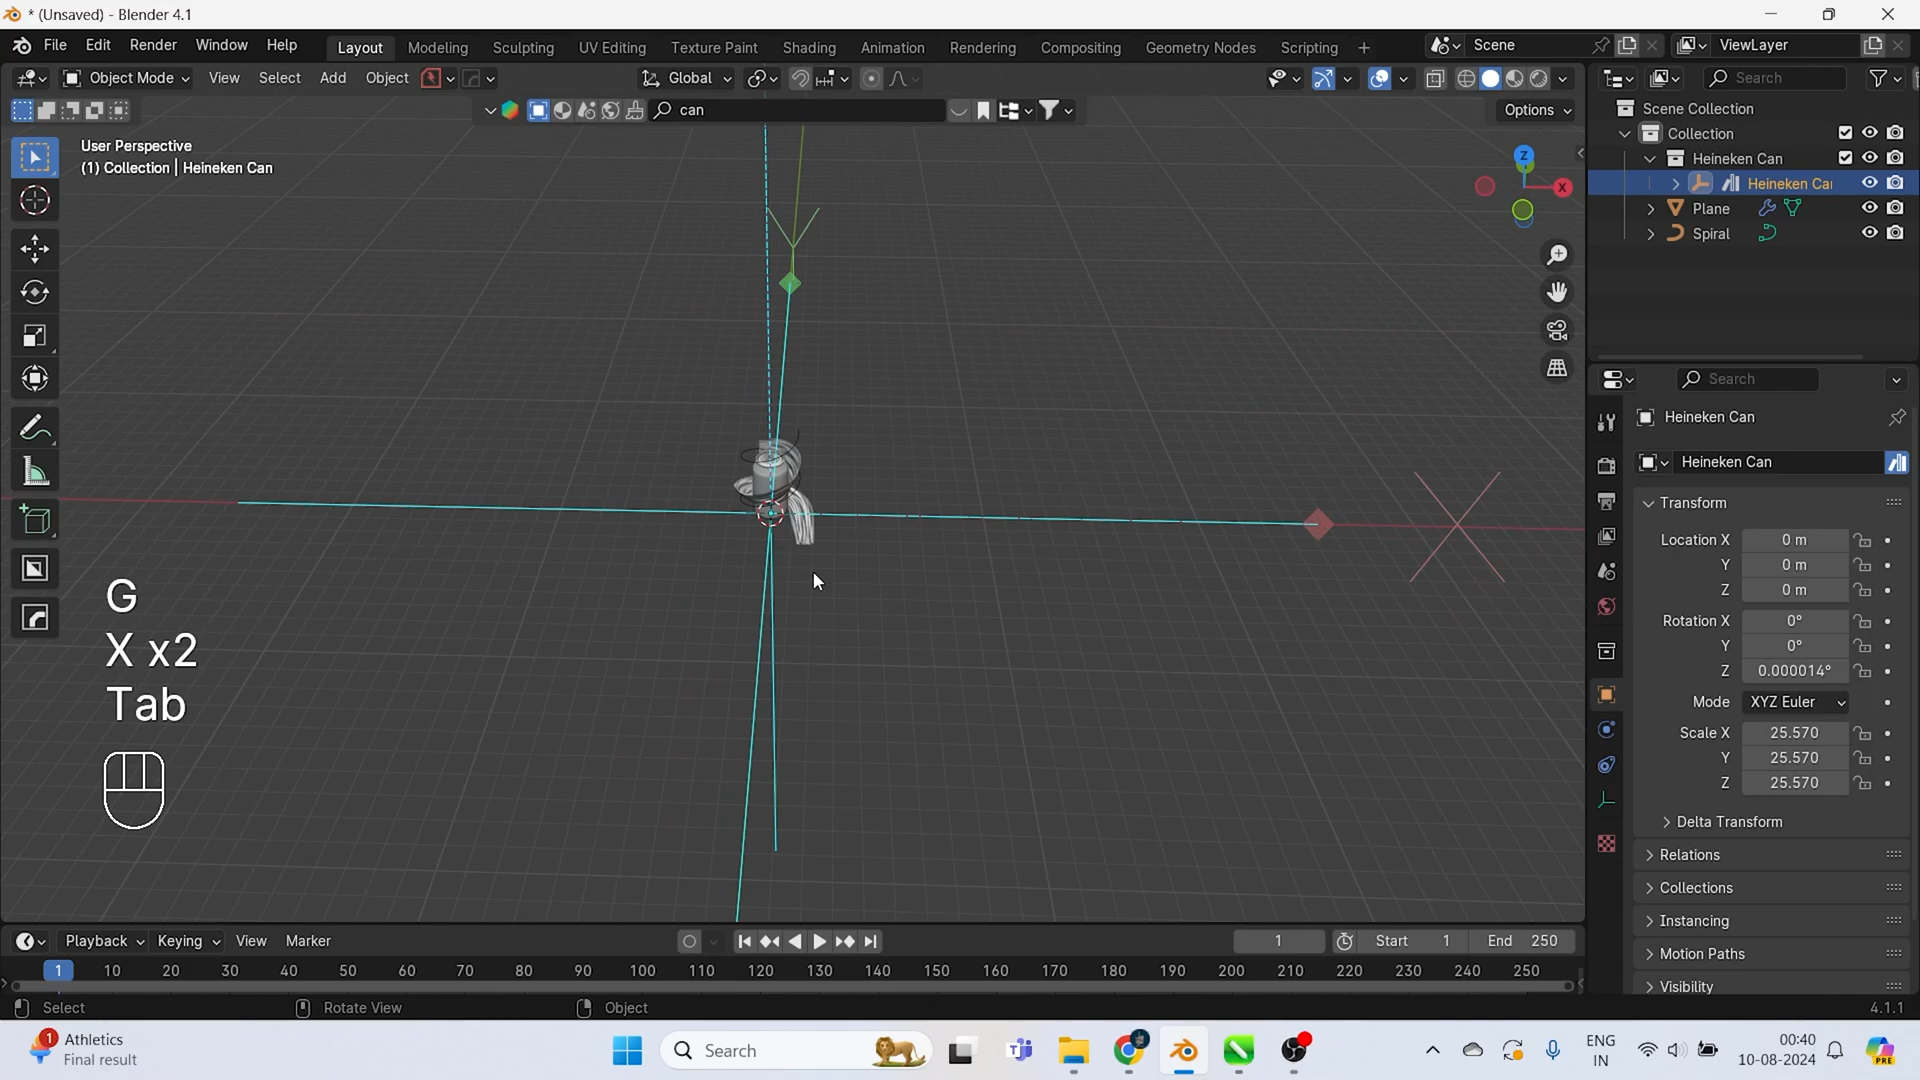 * (Unsaved) - Blender 4.1
File Edit Render Window Help Layout Modeling Sculpting UV Editing Texture Paint Shading Animation Rendering Compositing Geometry Nodes Scripting + Scene ViewLayer
Object Mode View Select Add Object Global Search
can Options
User Perspective
(1) Collection | Heineken Can
Scene Collection
Collection
Heineken Can
Heineken Ca
Plane
Spiral
Z
X
Search
Heineken Can
Heineken Can
Transform
Location X 0 m
Y 0 m
Z 0 m
Rotation X 0°
Y 0°
Z 0.000014°
Mode XYZ Euler
Scale X 25.570
Y 25.570
Z 25.570
Delta Transform
Relations
Collections
Instancing
Motion Paths
Visibility
G
X x2
Tab
Playback Keying View Marker 1 Start 1 End 250
1 10 20 30 40 50 60 70 80 90 100 110 120 130 140 150 160 170 180 190 200 210 220 230 240 250
Select Rotate View Object 4.1.1
1 Athletics
Final result
Search
ENG
IN
00:40
10-08-2024
PRE